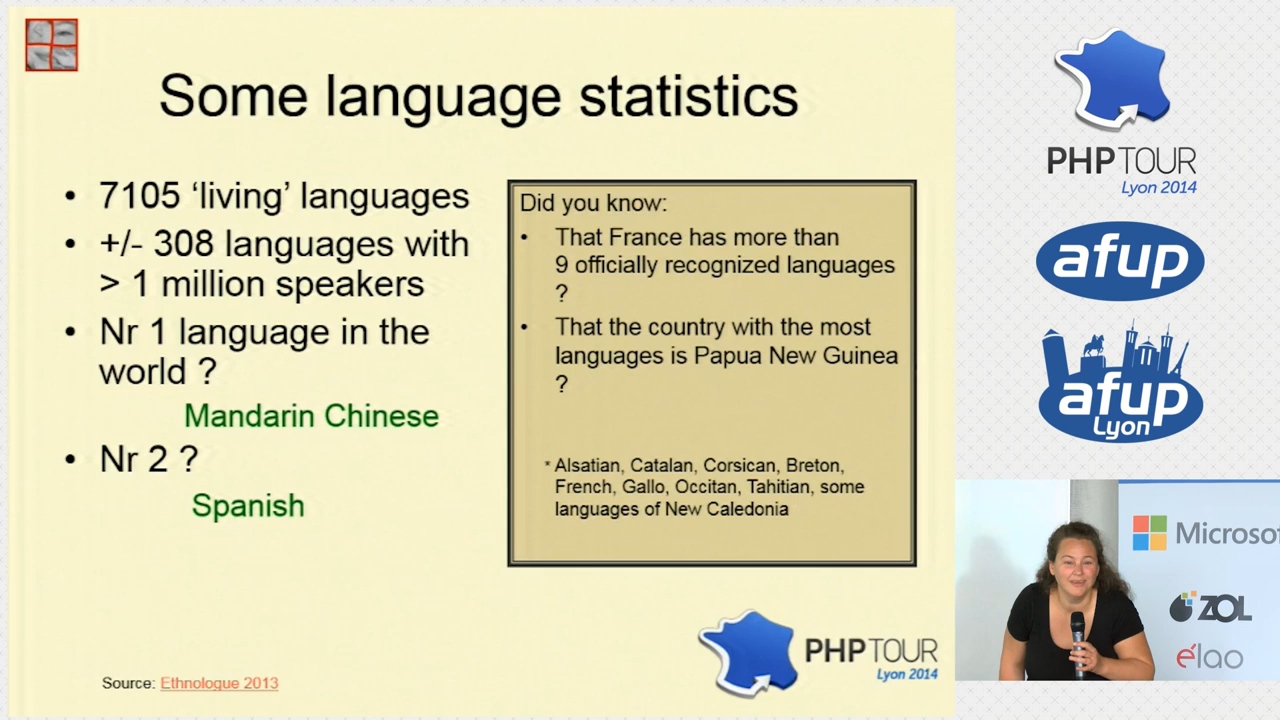 Some language statistics
• 7105 ‘living’ languages
• +/- 308 languages with
> 1 million speakers
• Nr 1 language in the
world ?
Mandarin Chinese
• Nr 2 ?
Spanish
Source: Ethnologue 2013
Did you know:
• That France has more than
9 officially recognized languages
?
• That the country with the most
languages is Papua New Guinea
?
* Alsatian, Catalan, Corsican, Breton,
French, Gallo, Occitan, Tahitian, some
languages of New Caledonia
PHPTOUR
Lyon 2014
PHPTOUR
Lyon 2014
afup
afup
Lyon
Microsof
ZOL
élao